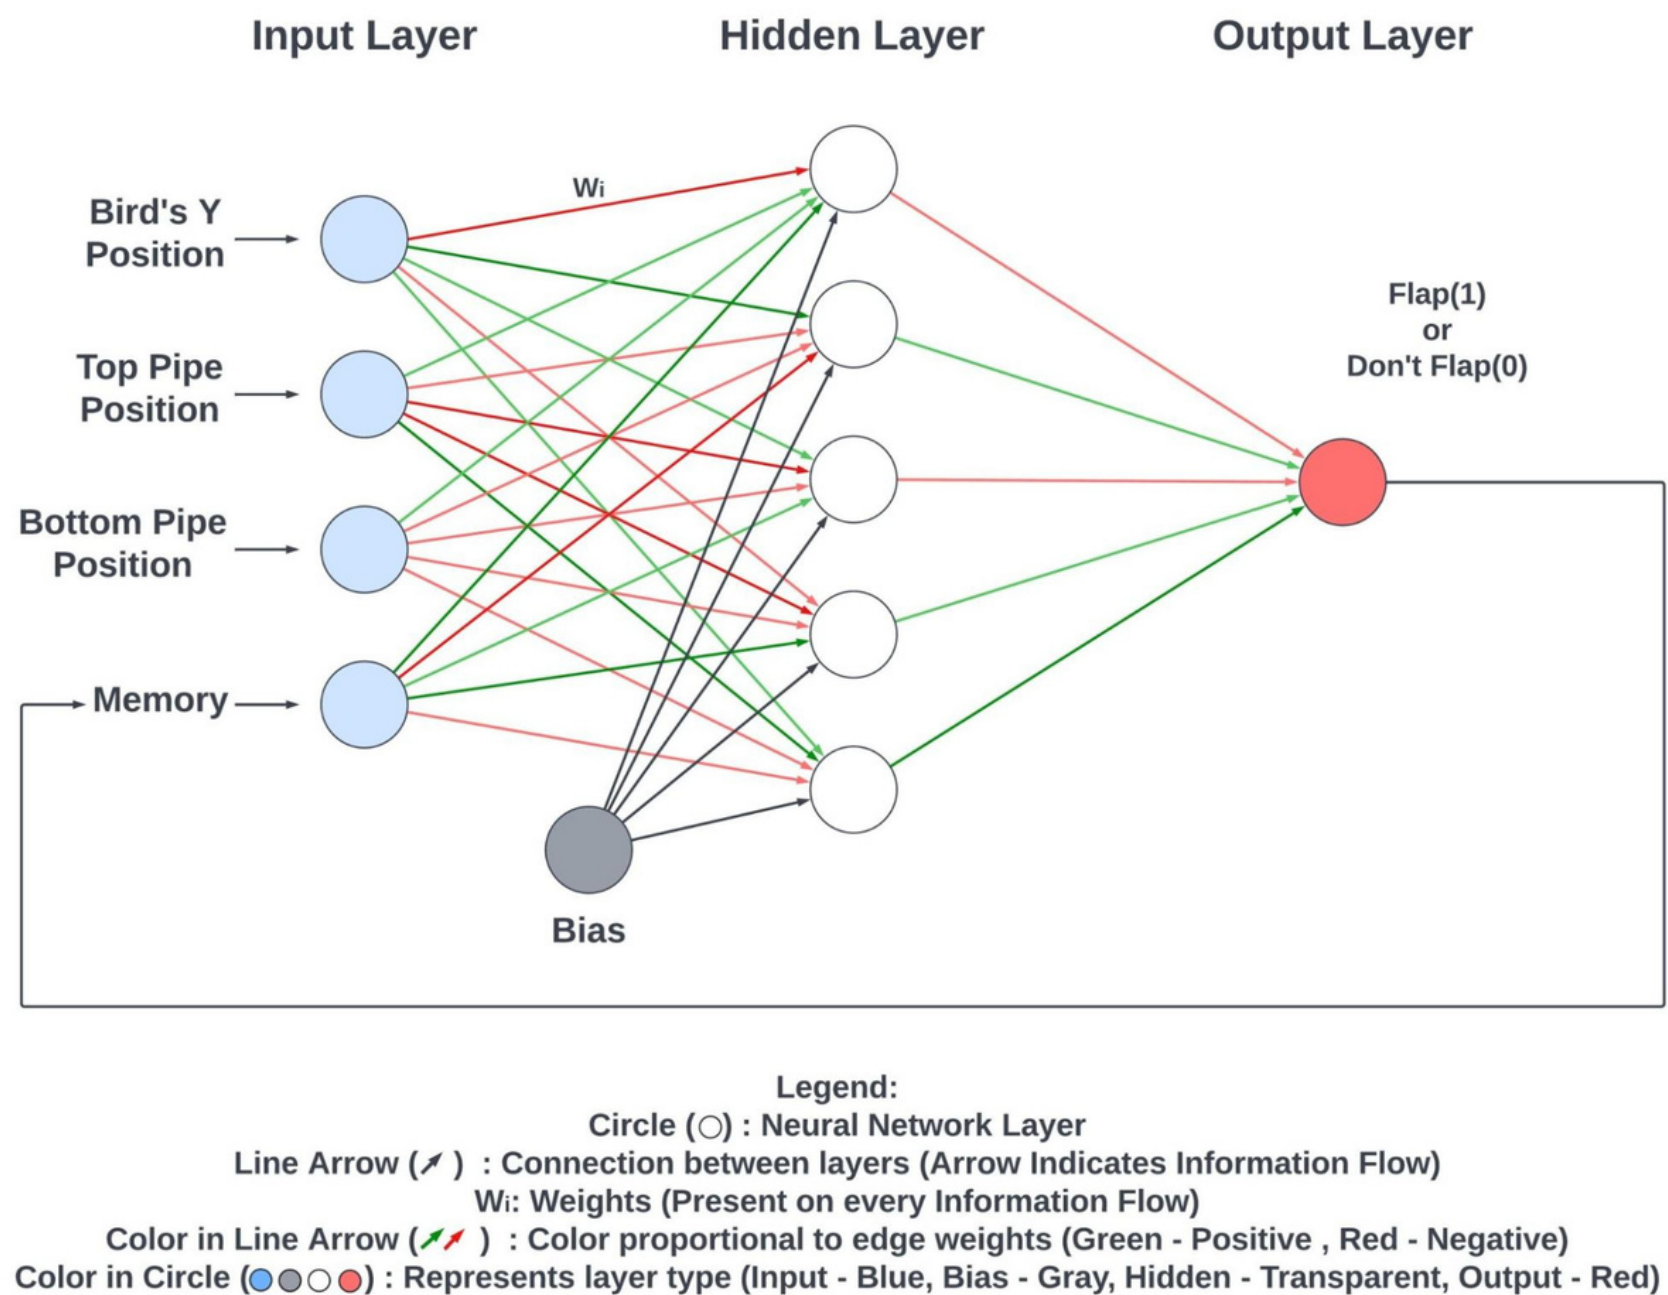 Input Layer
Hidden Layer
Output Layer
Wi
Bird's Y
Position
Flap(1)
or
Don't Flap(0)
Top Pipe
Position
Bottom Pipe
Position
Memory
Bias
Legend:
Circle (○) : Neural Network Layer
Line Arrow (↗) : Connection between layers (Arrow Indicates Information Flow)
Wi: Weights (Present on every Information Flow)
Color in Line Arrow (↗↗) : Color proportional to edge weights (Green - Positive , Red - Negative)
Color in Circle (● ● ○ ●) : Represents layer type (Input - Blue, Bias - Gray, Hidden - Transparent, Output - Red)